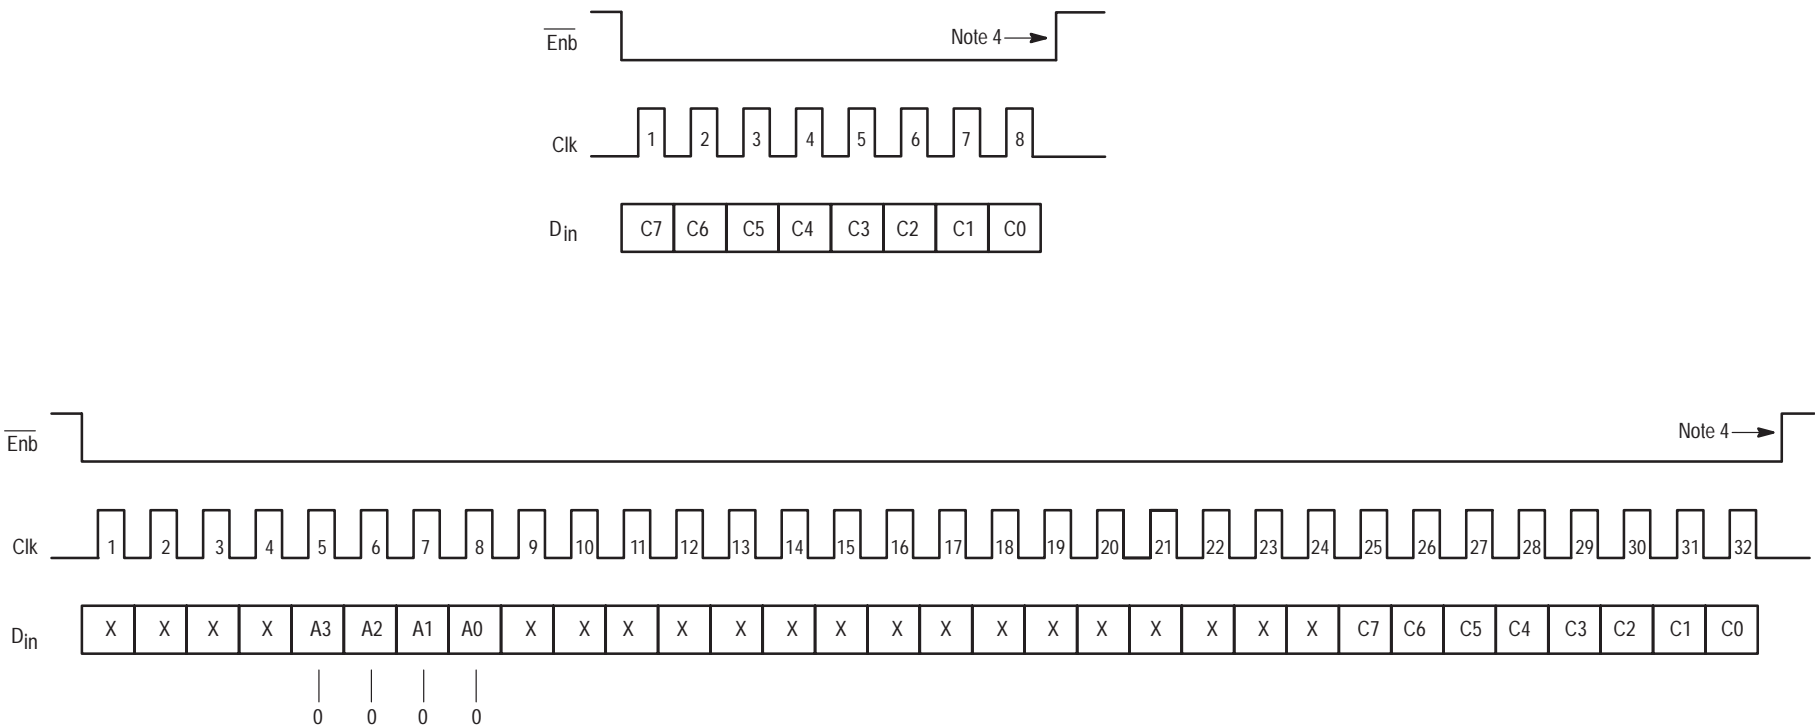 Enb
Note 4
Clk 1 2 3 4 5 6 7 8
Din C7 C6 C5 C4 C3 C2 C1 C0
Enb
Note 4
Clk 1 2 3 4 5 6 7 8 9 10 11 12 13 14 15 16 17 18 19 20 21 22 23 24 25 26 27 28 29 30 31 32
Din X X X X A3 A2 A1 A0 X X X X X X X X X X X X X X X X C7 C6 C5 C4 C3 C2 C1 C0
0 0 0 0